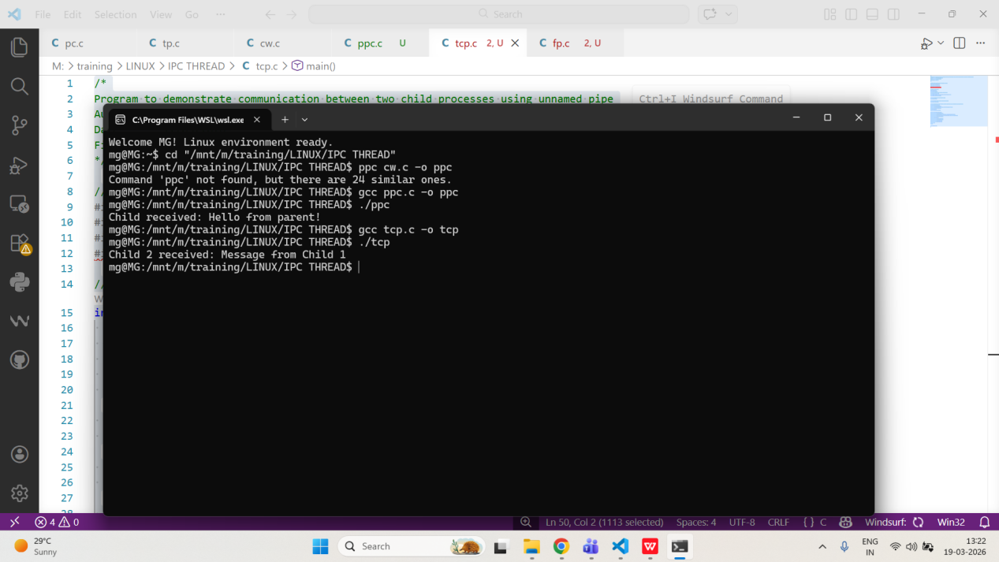 File Edit Selection View Go ··· Search
C pc.c C tp.c C cw.c C ppc.c U C tcp.c 2, U C fp.c 2, U
M: > training > LINUX > IPC THREAD > C tcp.c > main()
1 /*
2 Program to demonstrate communication between two child processes using unnamed pipe
Ctrl+I Windsurf Command
3 Au
4 Da
5 Fi
6 */
7
8 //
9 #i
10 #i
11 #i
12 #i
13
14 //
W
15 in
16
17
18
19
20
21
22
23
24
25
26
27
28
C:\Program Files\WSL\wsl.exe
Welcome MG! Linux environment ready.
mg@MG:~$ cd "/mnt/m/training/LINUX/IPC THREAD"
mg@MG:/mnt/m/training/LINUX/IPC THREAD$ ppc cw.c -o ppc
Command 'ppc' not found, but there are 24 similar ones.
mg@MG:/mnt/m/training/LINUX/IPC THREAD$ gcc ppc.c -o ppc
mg@MG:/mnt/m/training/LINUX/IPC THREAD$ ./ppc
Child received: Hello from parent!
mg@MG:/mnt/m/training/LINUX/IPC THREAD$ gcc tcp.c -o tcp
mg@MG:/mnt/m/training/LINUX/IPC THREAD$ ./tcp
Child 2 received: Message from Child 1
mg@MG:/mnt/m/training/LINUX/IPC THREAD$
4 0 Ln 50, Col 2 (1113 selected) Spaces: 4 UTF-8 CRLF {} C Windsurf: Win32
29°C
Sunny
Search
ENG
IN
13:22
19-03-2026